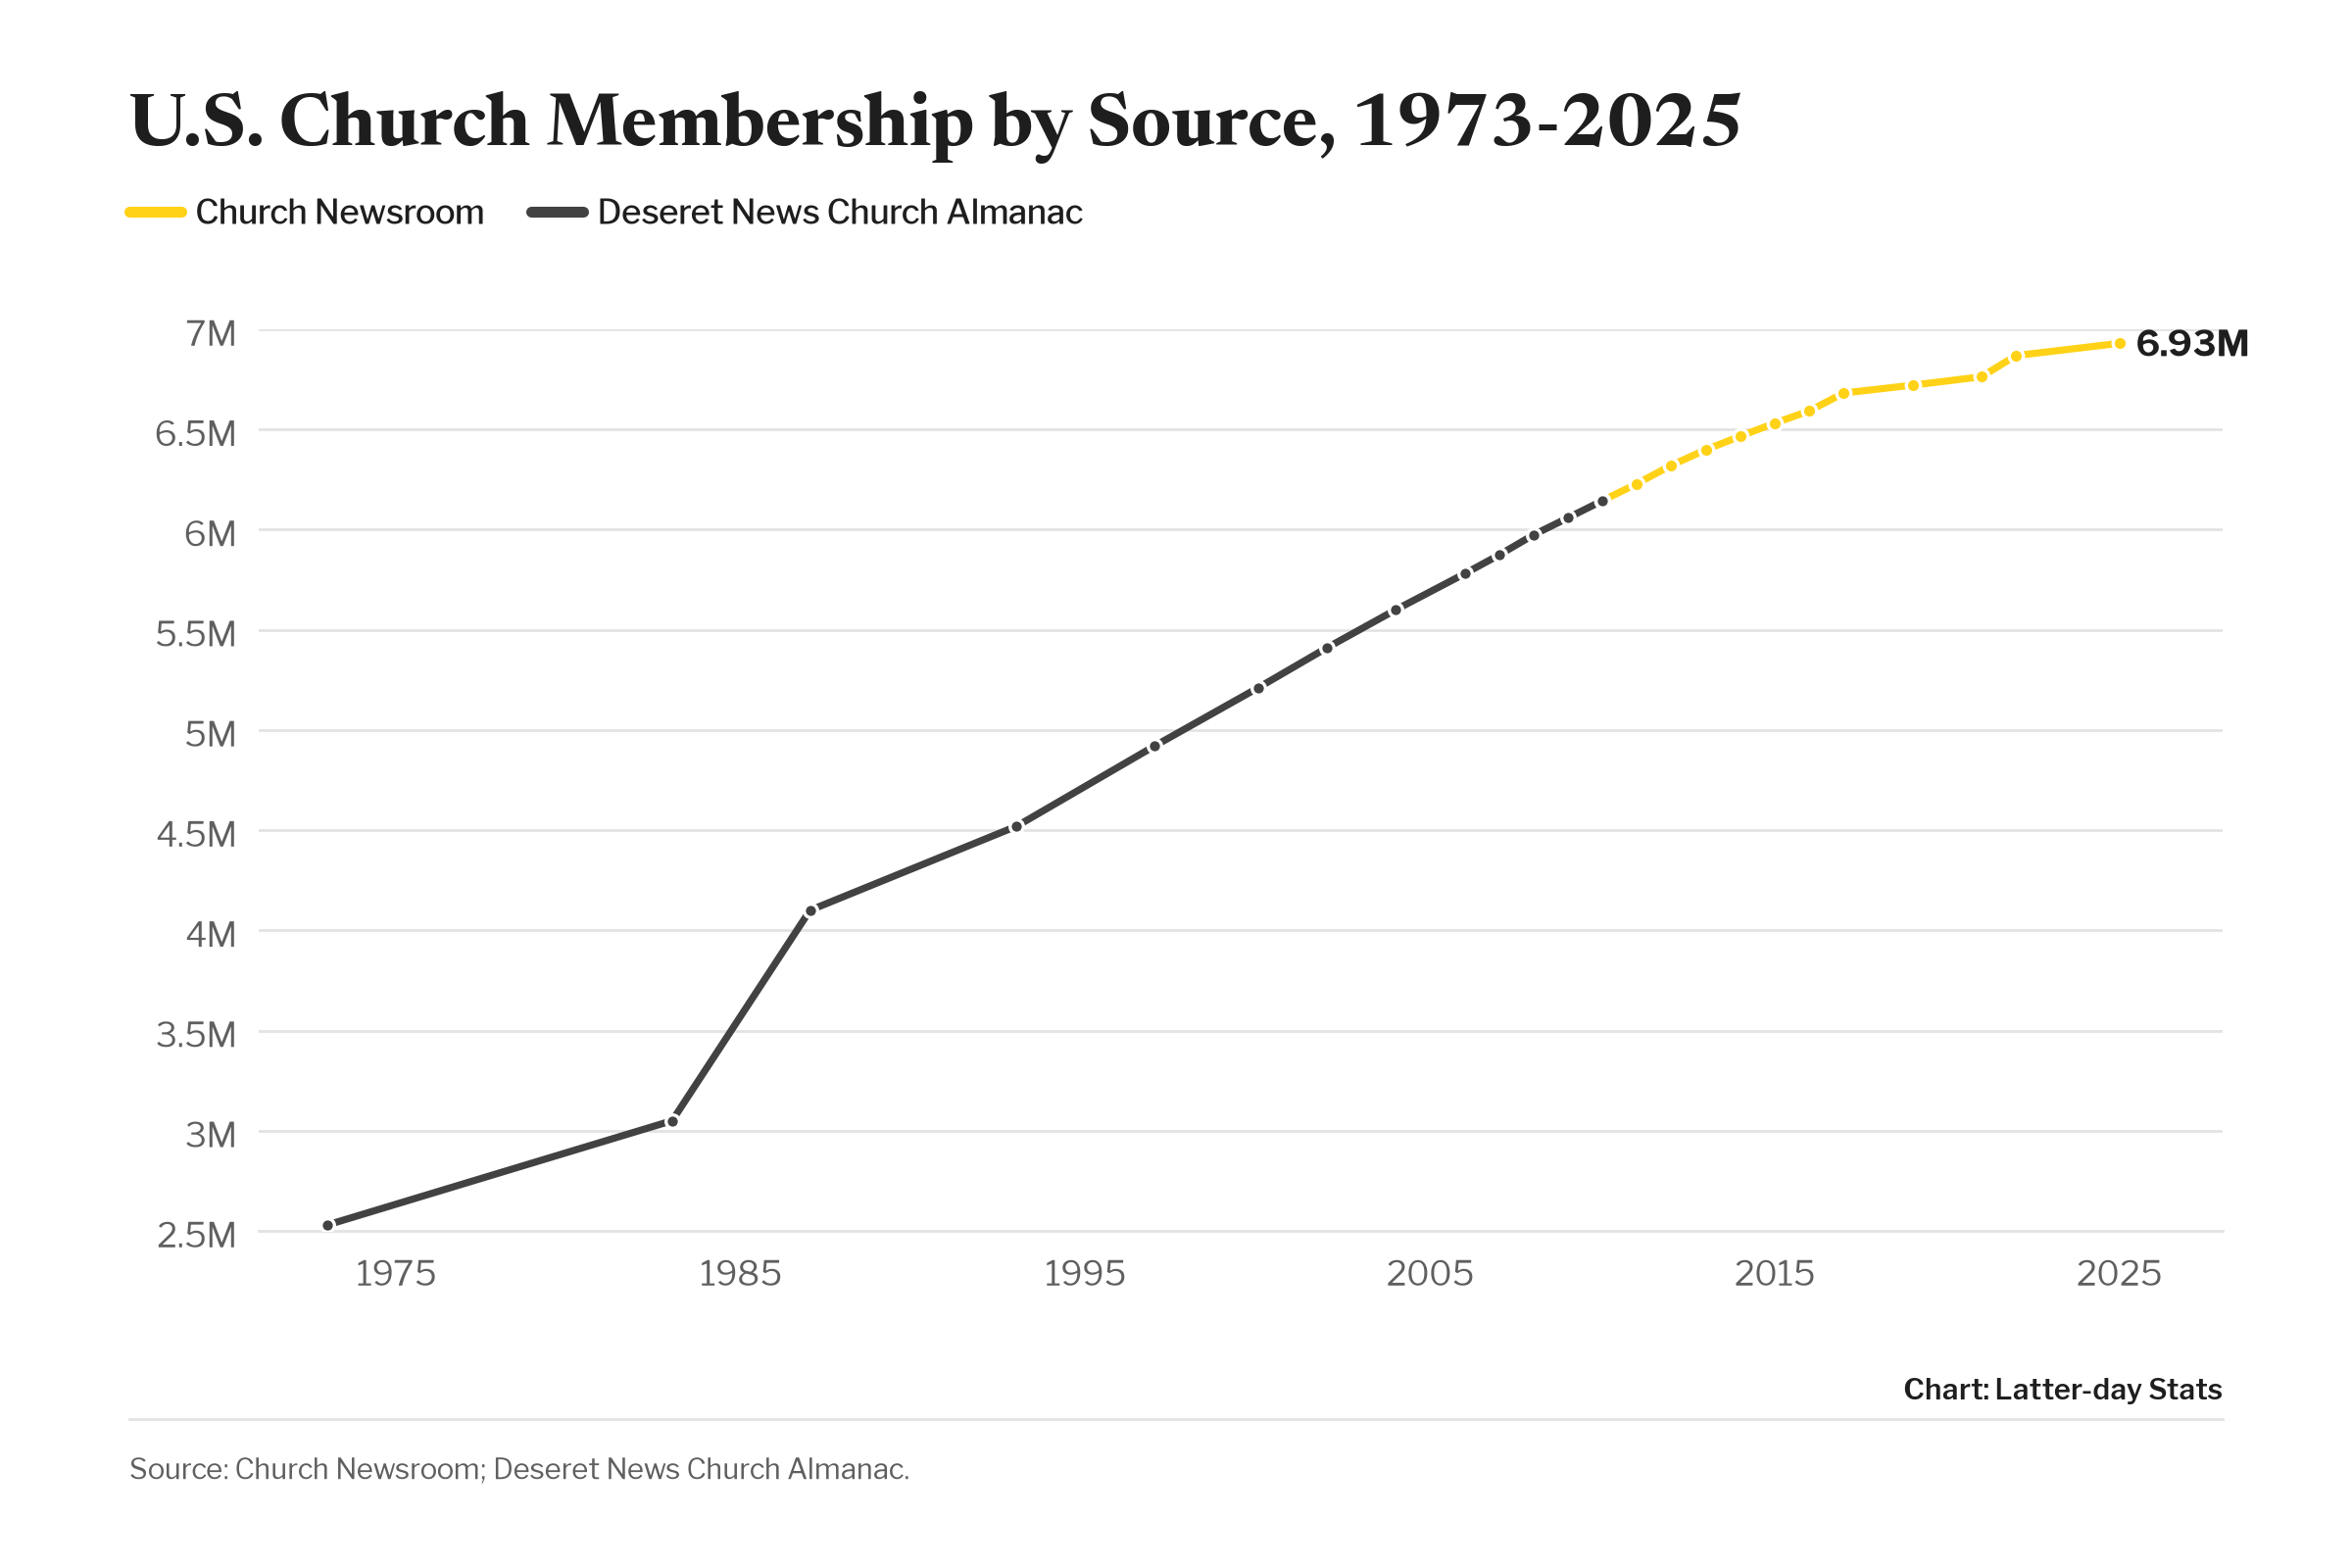 U.S. Church Membership by Source, 1973-2025
Church Newsroom Deseret News Church Almanac
7M
6.93M
6.5M
6M
5.5M
5M
4.5M
4M
3.5M
3M
2.5M
1975 1985 1995 2005 2015 2025
Chart: Latter-day Stats
Source: Church Newsroom; Deseret News Church Almanac.